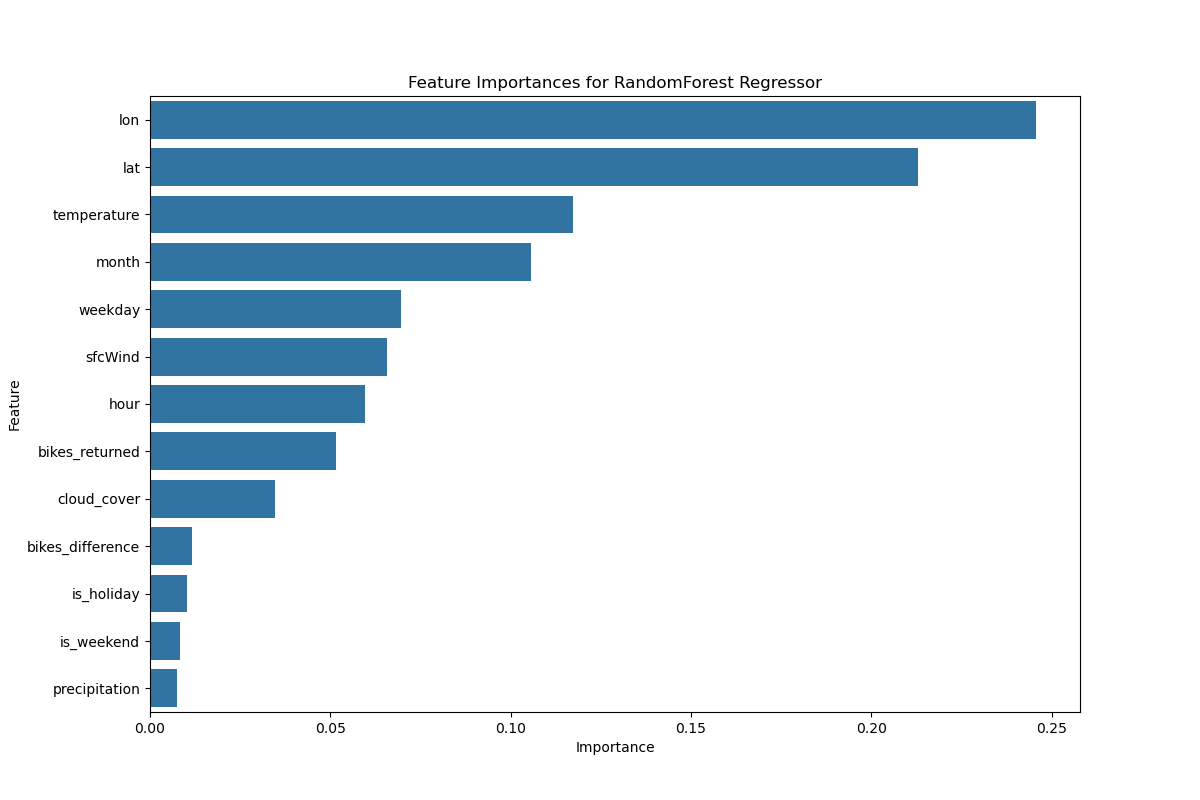 Feature Importances for RandomForest Regressor
lon
lat
temperature
month
weekday
sfcWind
hour
bikes_returned
cloud_cover
bikes_difference
is_holiday
is_weekend
precipitation
Feature
0.00 0.05 0.10 0.15 0.20 0.25
Importance